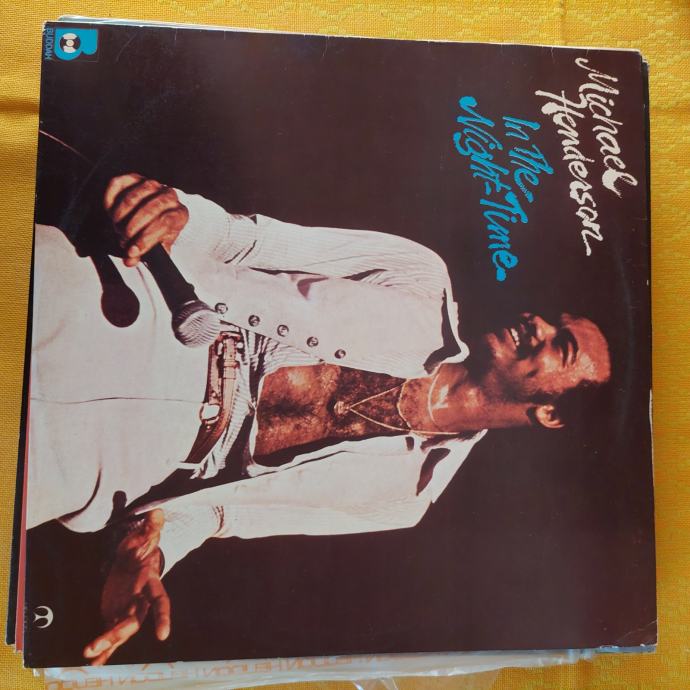 Michael
Henderson
In The
Night-Time
BUDDAH